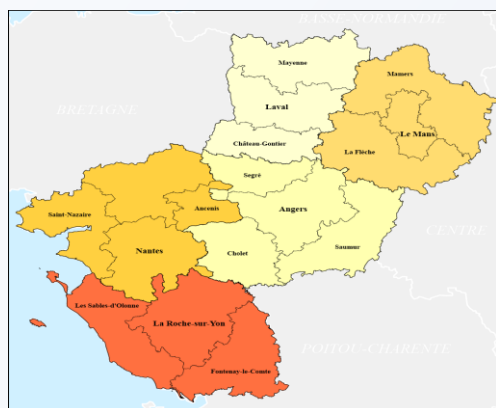 BASSE-NORMANDIE
Mayenne
Mamers
Laval
BRETAGNE
Le Mans
Château-Gontier
La Flèche
Segré
Ancenis
Angers
Saint-Nazaire
CENTRE
Nantes
Cholet
Saumur
Les Sables-d'Olonne
La Roche-sur-Yon
POITOU-CHARENTE
Fontenay-le-Comte